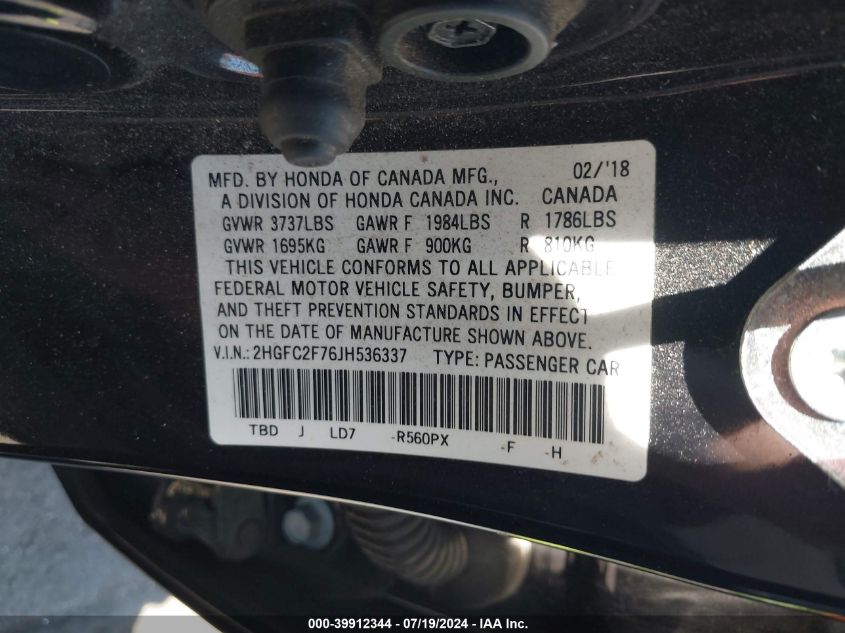 MFD. BY HONDA OF CANADA MFG., 02/'18
A DIVISION OF HONDA CANADA INC. CANADA
GVWR 3737LBS GAWR F 1984LBS R 1786LBS
GVWR 1695KG GAWR F 900KG R 810KG
THIS VEHICLE CONFORMS TO ALL APPLICABLE
FEDERAL MOTOR VEHICLE SAFETY, BUMPER,
AND THEFT PREVENTION STANDARDS IN EFFECT
ON THE DATE OF MANUFACTURE SHOWN ABOVE.
V.I.N.: 2HGFC2F76JH536337 TYPE: PASSENGER CAR
TBD J LD7 -R560PX -F -H
000-39912344 - 07/19/2024 - IAA Inc.